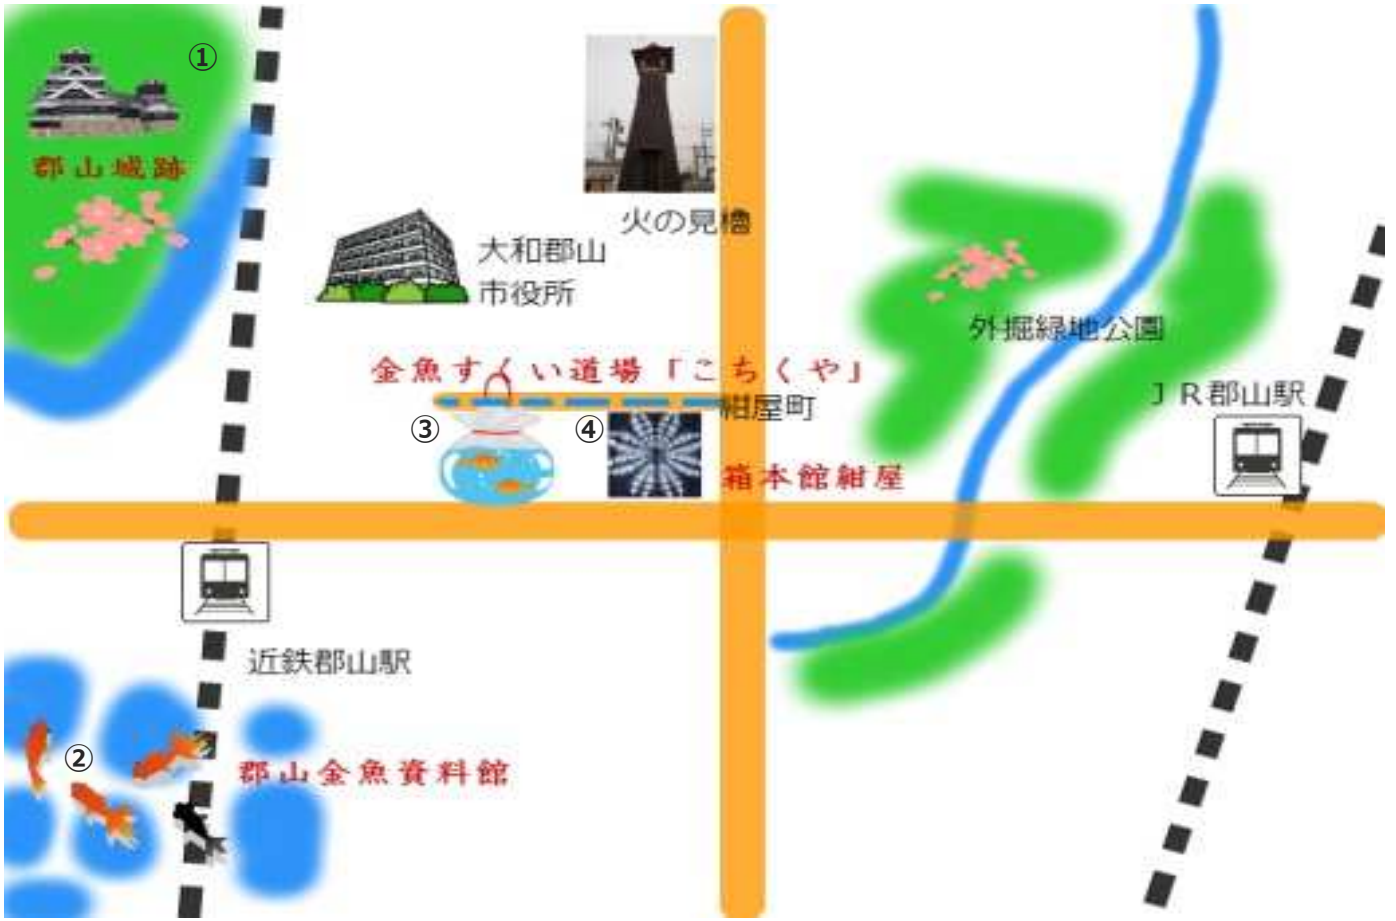 ①
郡山城跡
火の見櫓
大和郡山
市役所
外掘緑地公園
金魚すくい道場「こちくや」
紺屋町
JR郡山駅
③
④
箱本館紺屋
近鉄郡山駅
②
郡山金魚資料館